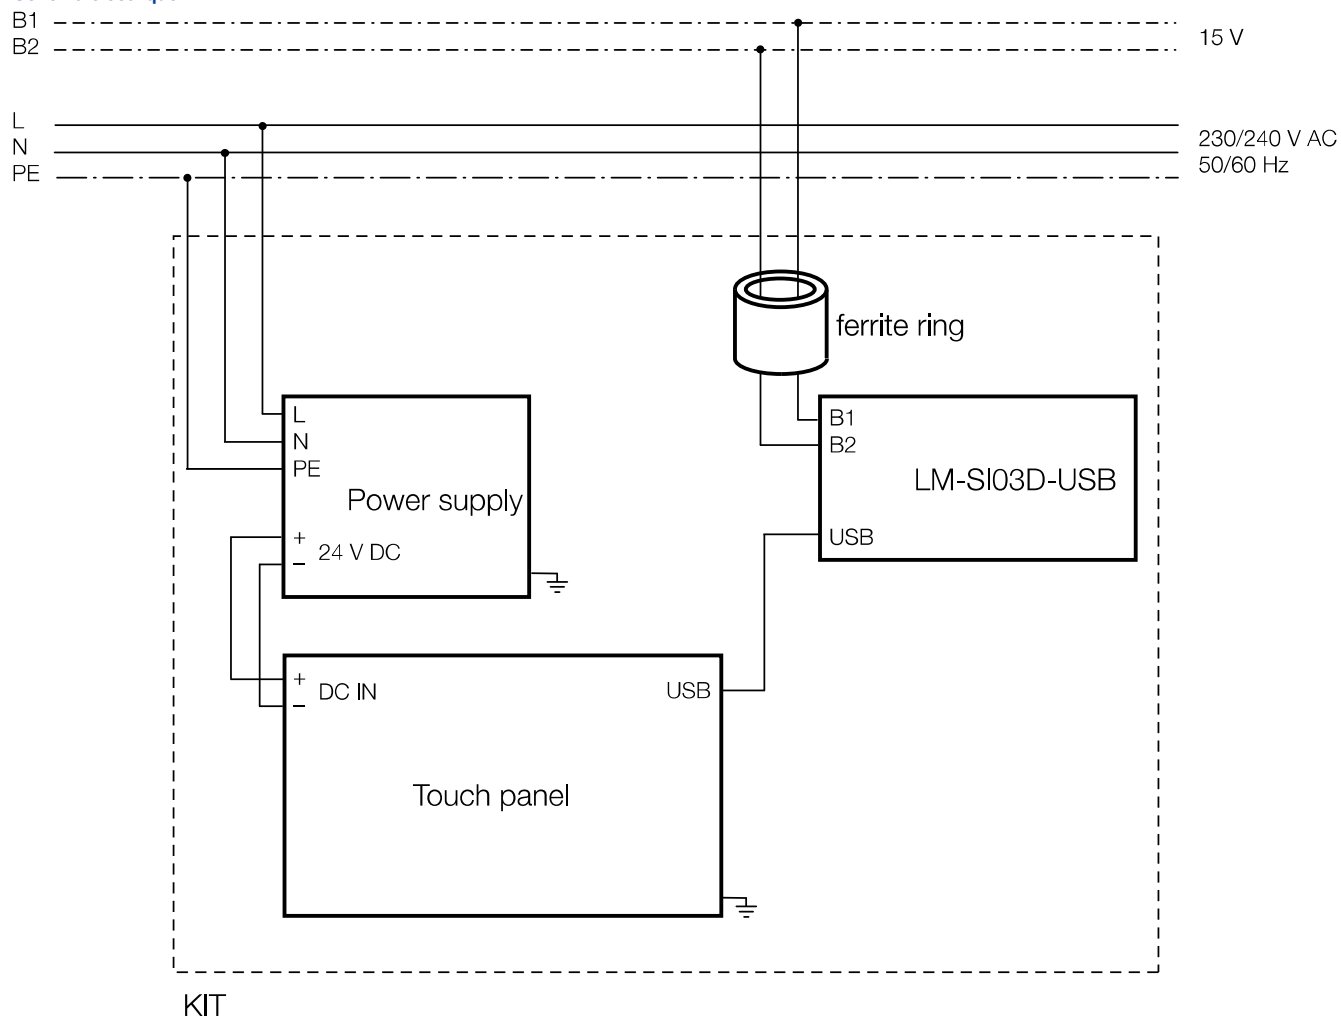 B1
B2
15 V
L
N
PE
230/240 V AC
50/60 Hz
ferrite ring
L
N
PE
Power supply
+
24 V DC
–
B1
B2
LM-SI03D-USB
USB
+
DC IN
–
USB
Touch panel
KIT